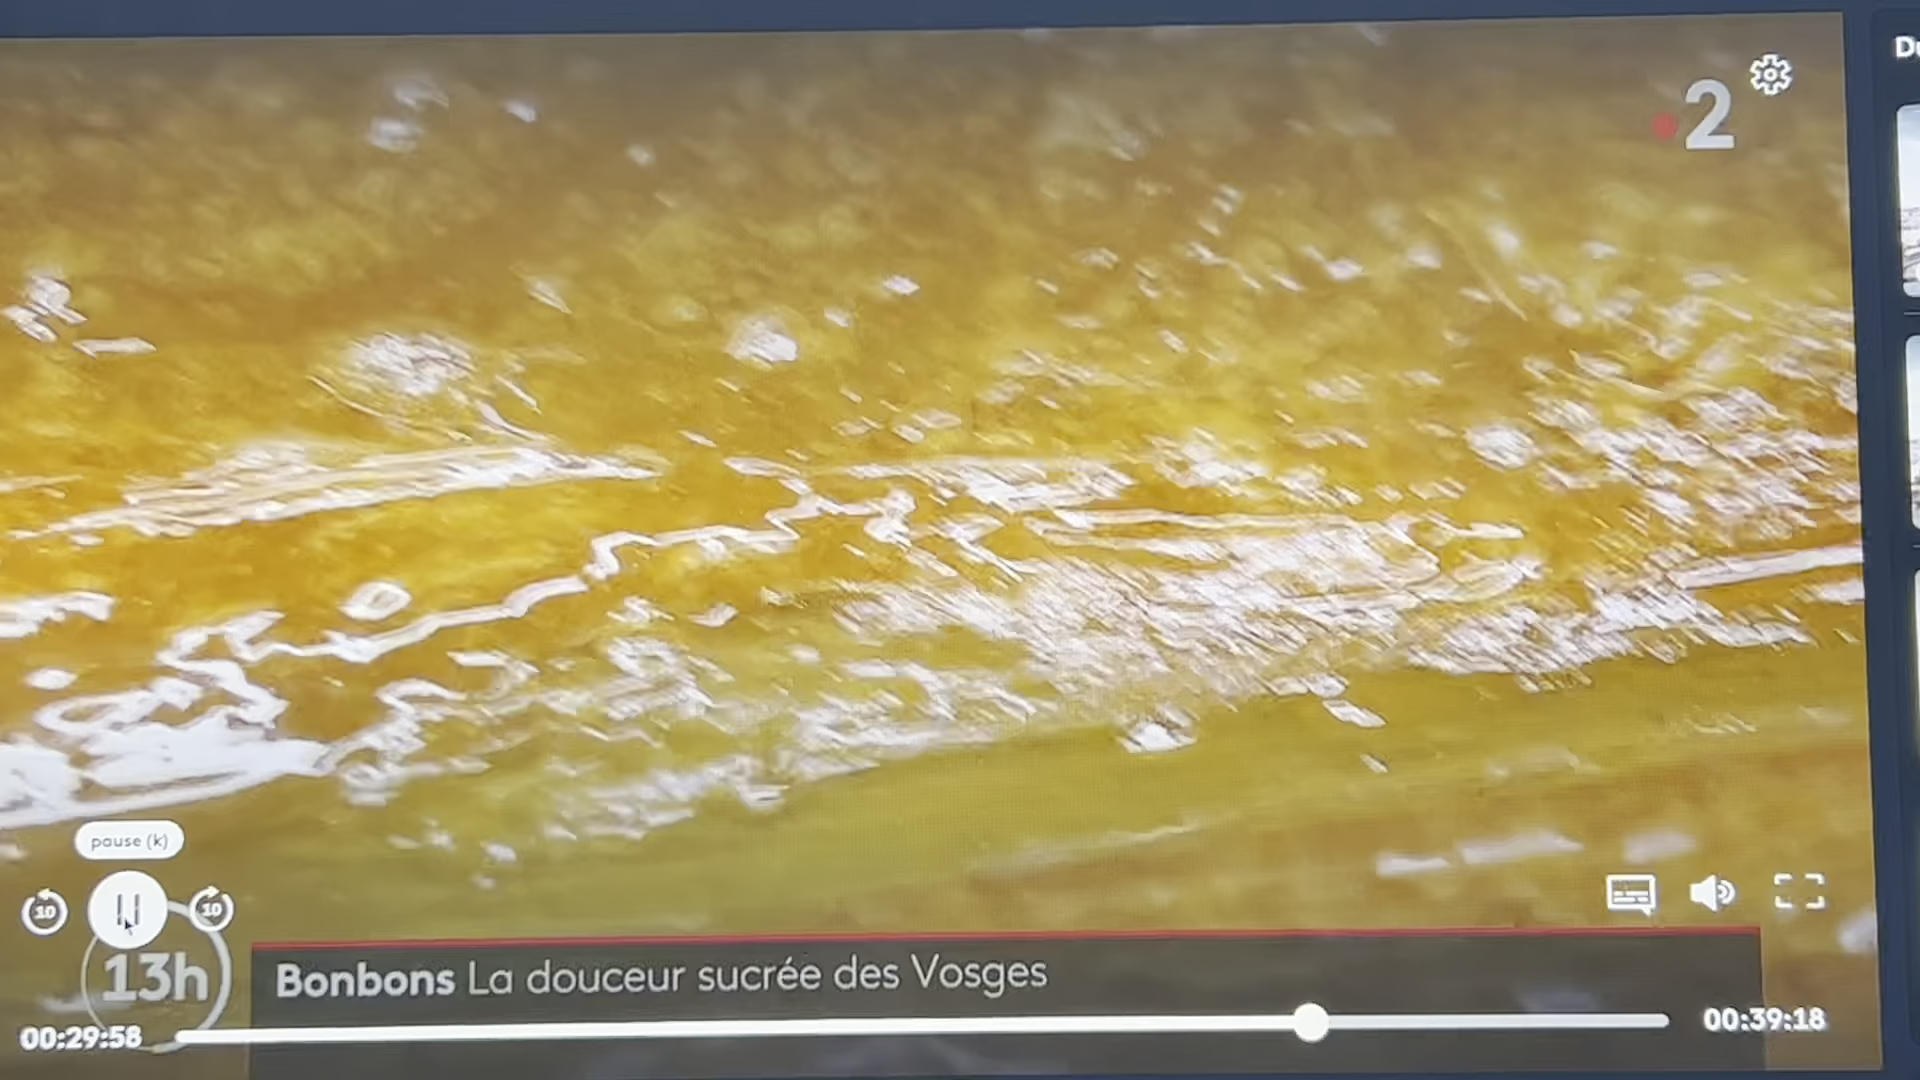 D
2
pause (k)
10
10
13h
Bonbons La douceur sucrée des Vosges
00:29:58
00:39:18